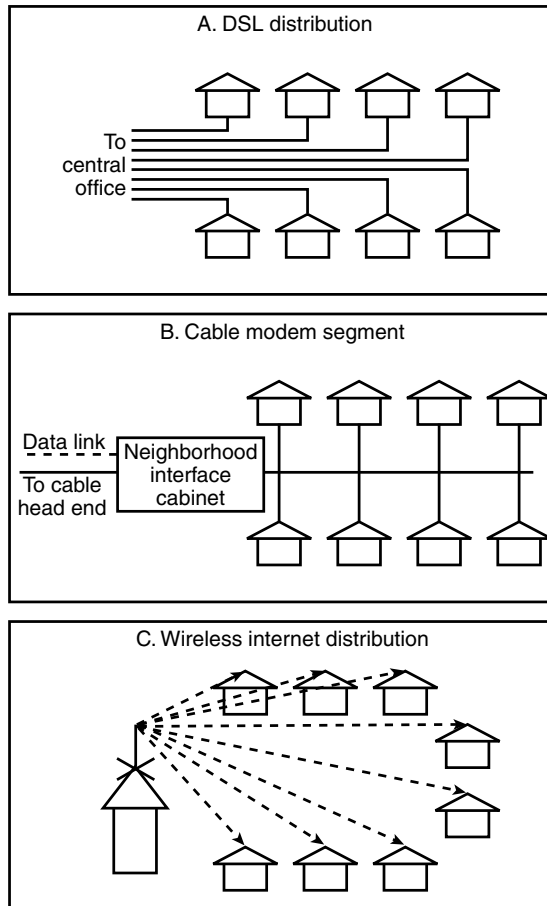 A. DSL distribution
To
central
office
B. Cable modem segment
Data link
To cable
head end
Neighborhood
interface
cabinet
C. Wireless internet distribution